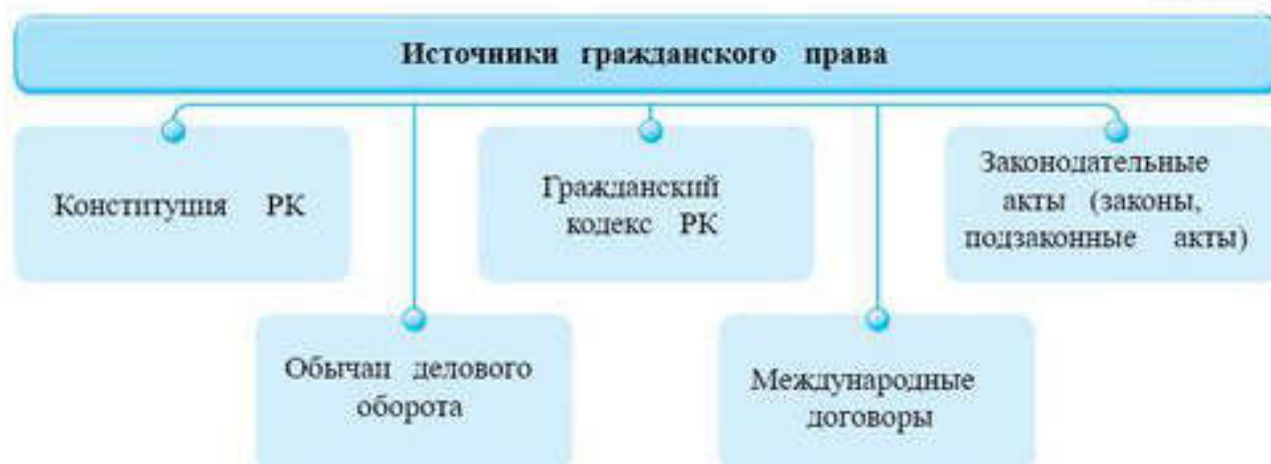 Источники гражданского права
Конституция РК
Гражданский
кодекс РК
Законодательные
акты (законы,
подзаконные акты)
Обычаи делового
оборота
Международные
договоры